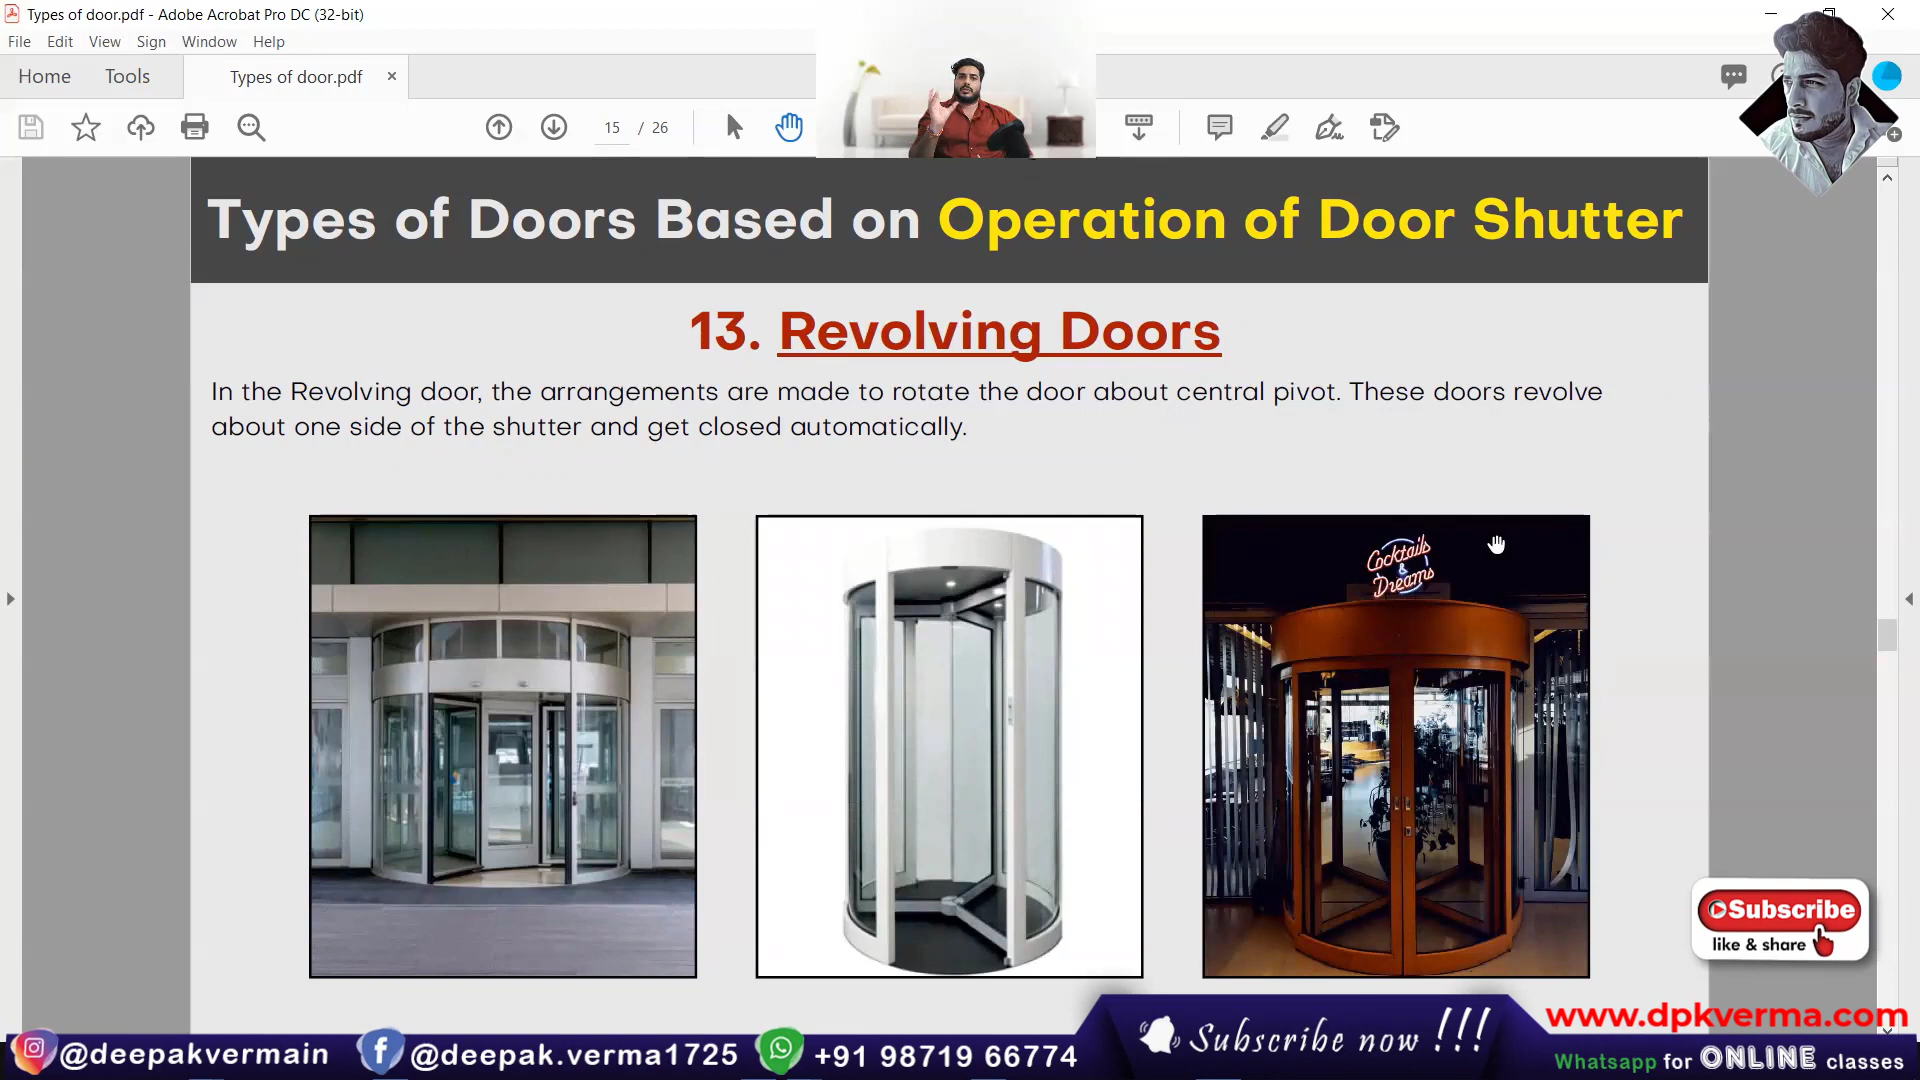 Types of door.pdf - Adobe Acrobat Pro DC (32-bit)
File Edit View Sign Window Help
Home Tools Types of door.pdf
15 / 26
Types of Doors Based on Operation of Door Shutter
13. Revolving Doors
In the Revolving door, the arrangements are made to rotate the door about central pivot. These doors revolve
about one side of the shutter and get closed automatically.
Cocktails
&
Dreams
Subscribe
like & share
www.dpkverma.com
@deepakvermain @deepak.verma1725 +91 98719 66774 Subscribe now !!!
Whatsapp for ONLINE classes